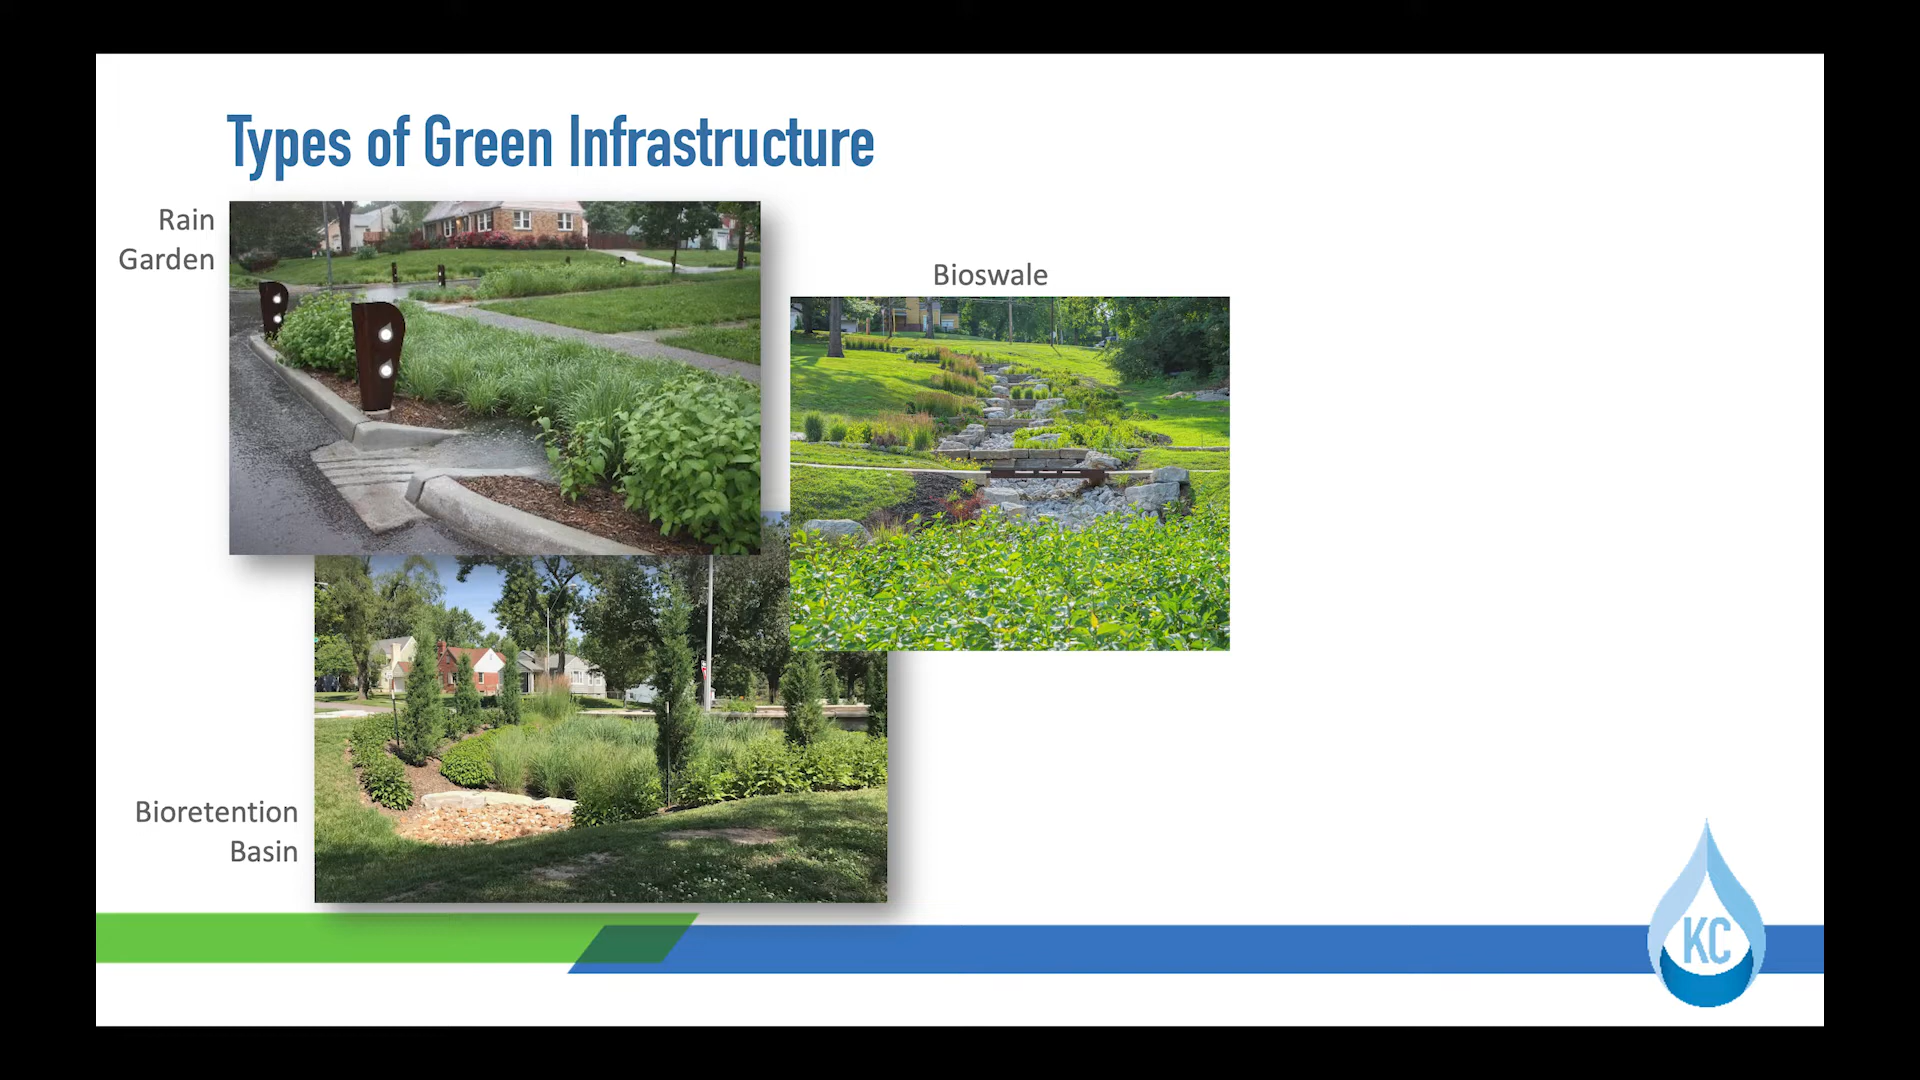 Types of Green Infrastructure
Rain
Garden
Bioswale
Bioretention
Basin
KC